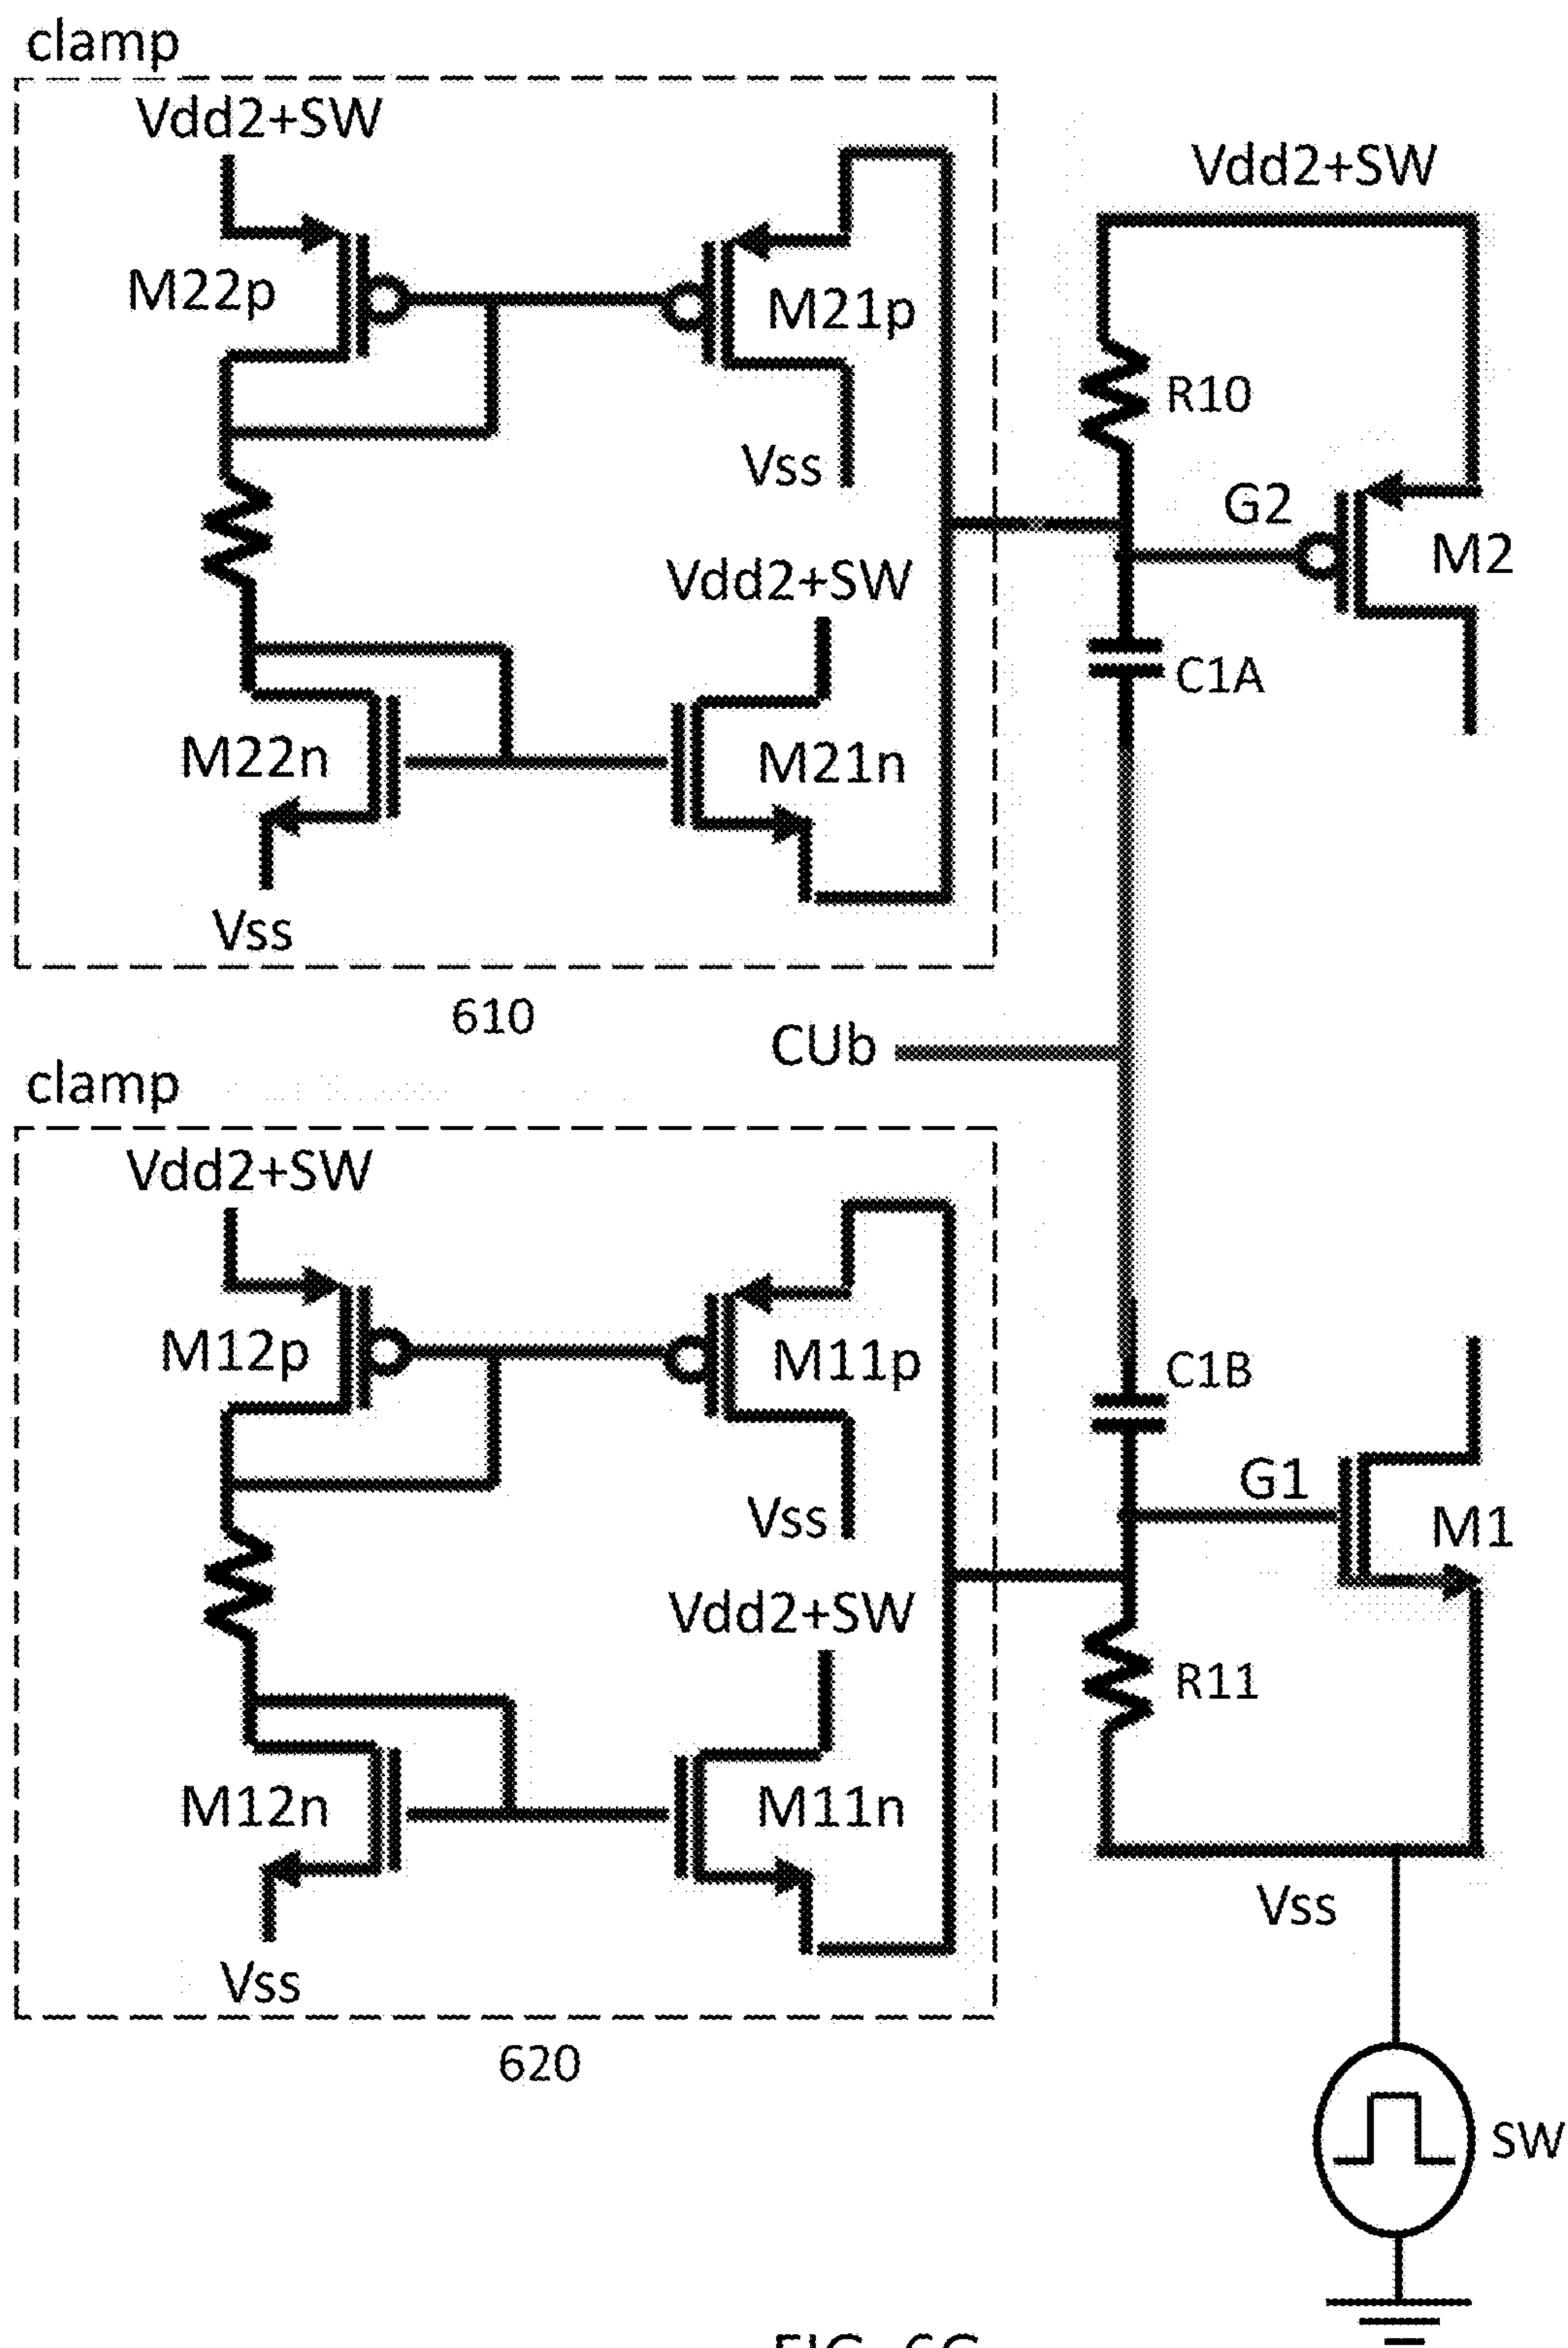 clamp
Vdd2+SW
M22p
M21p
Vss
Vdd2+SW
M22n
M21n
Vss
610
Vdd2+SW
R10
G2
M2
C1A
CUb
clamp
Vdd2+SW
M12p
M11p
Vss
Vdd2+SW
M12n
M11n
Vss
620
C1B
G1
M1
R11
Vss
SW